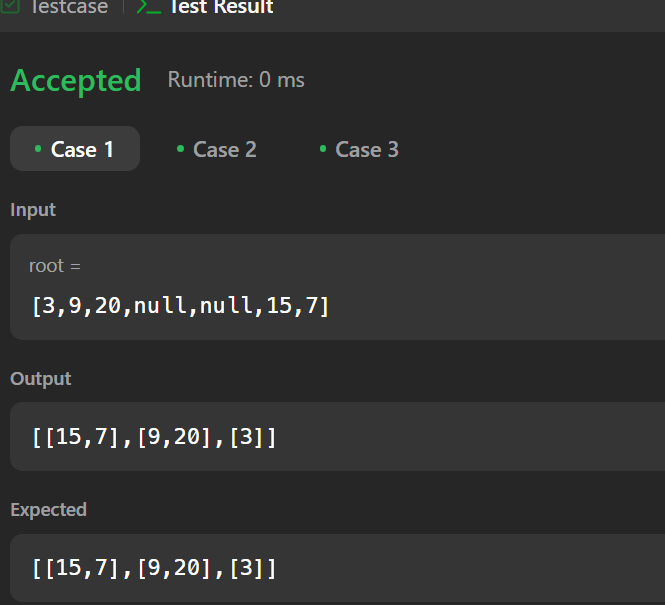 Testcase
Test Result
Accepted Runtime: 0 ms
Case 1 Case 2 Case 3
Input
root =
[3,9,20,null,null,15,7]
Output
[[15,7],[9,20],[3]]
Expected
[[15,7],[9,20],[3]]